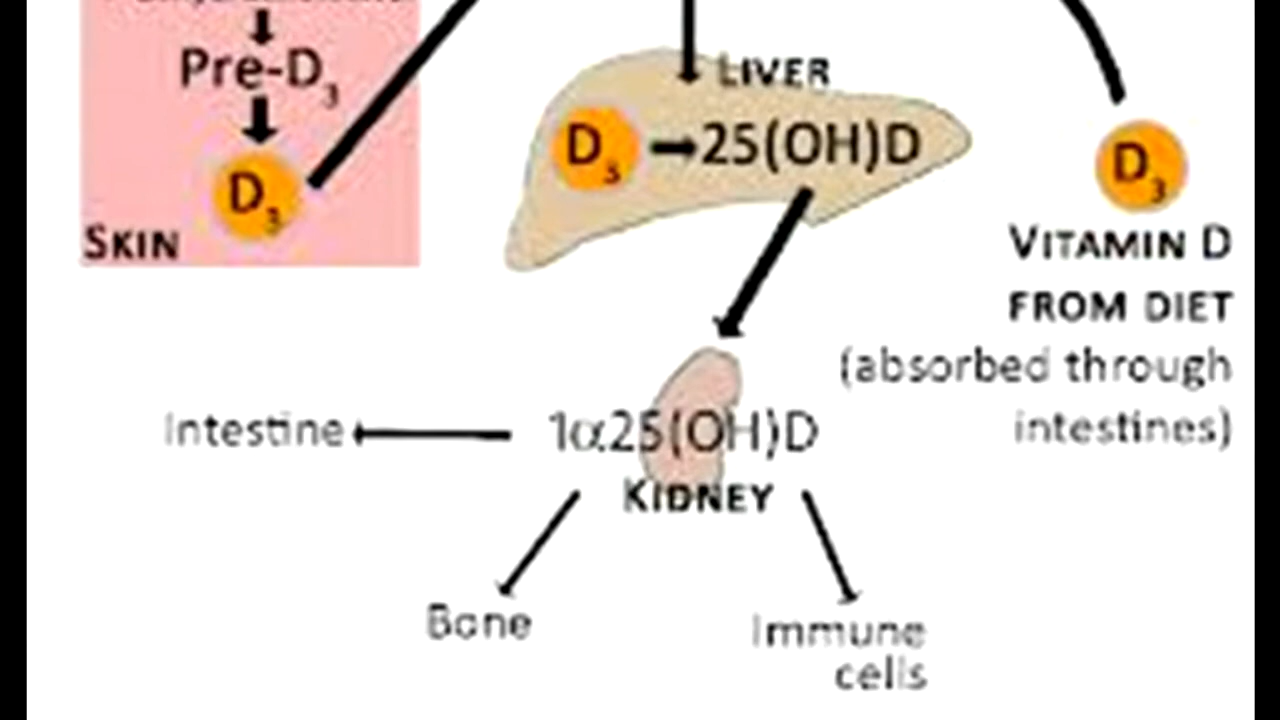 Pre-D3
D3
SKIN
LIVER
D3 25(OH)D
D3
VITAMIN D
FROM DIET
(absorbed through
intestines)
Intestine
1α25(OH)D
KIDNEY
Bone
Immune
cells